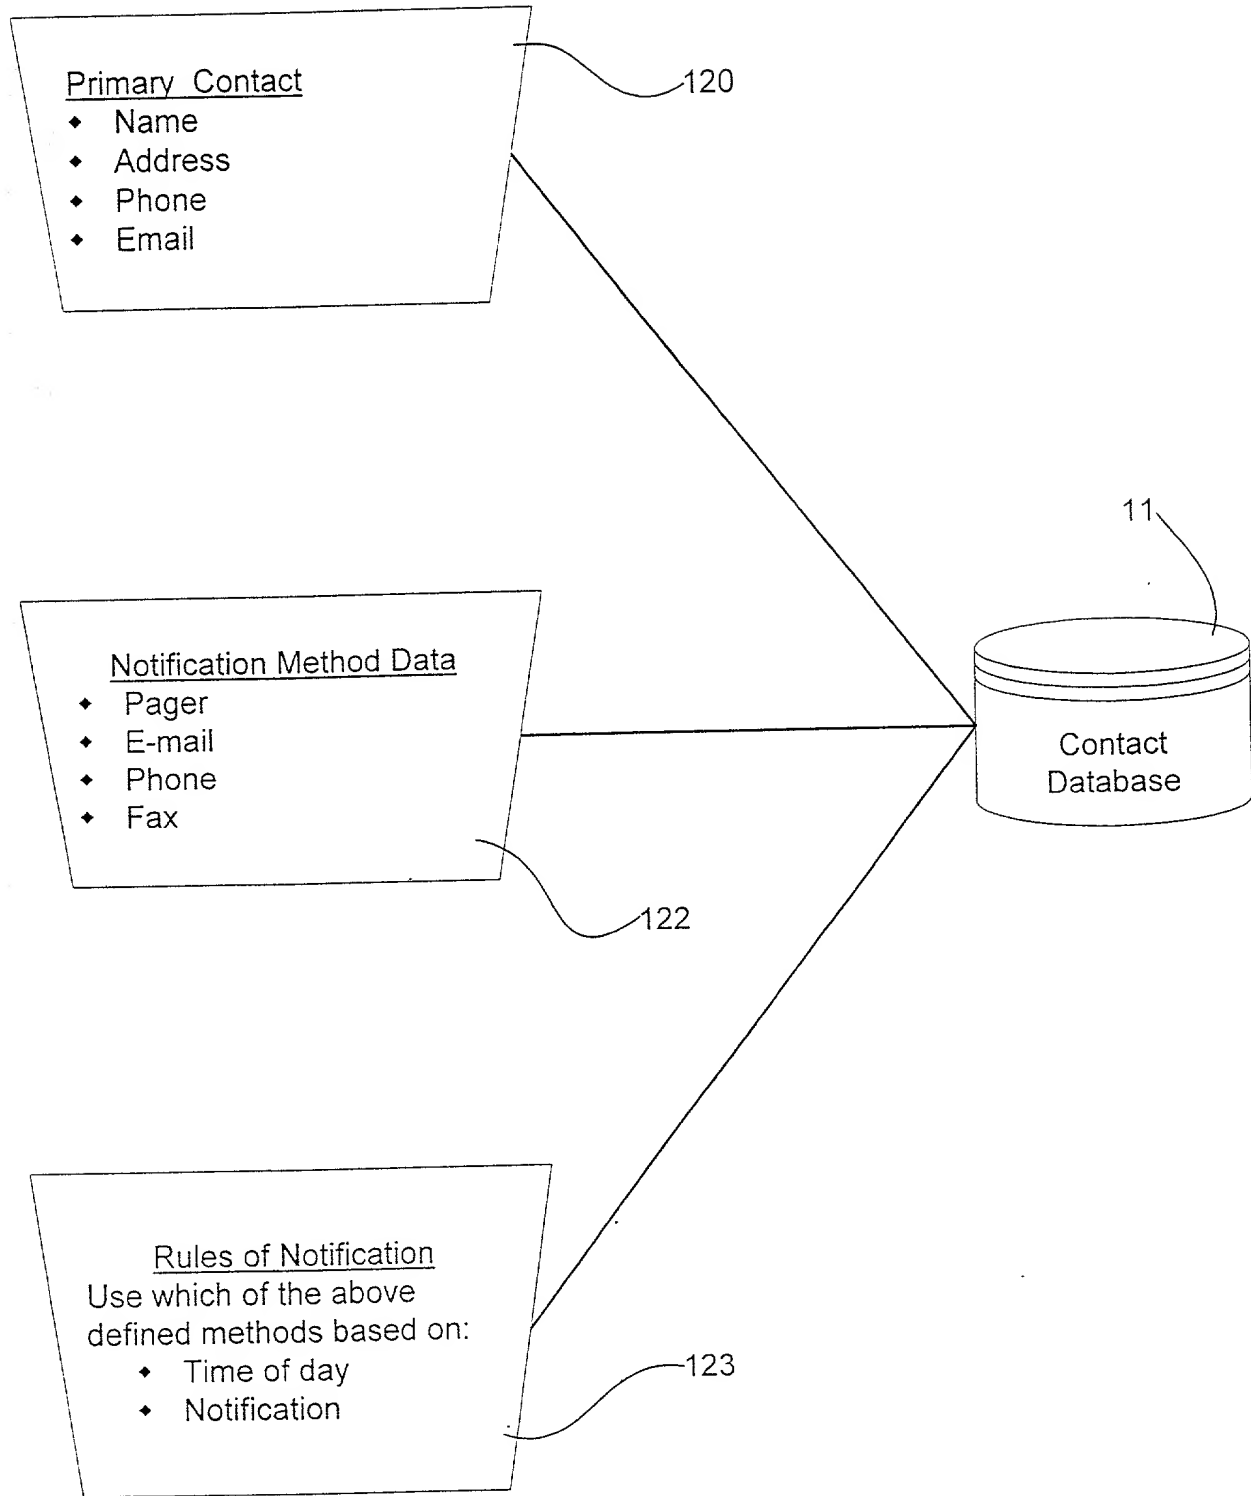 Primary Contact
◆ Name
◆ Address
◆ Phone
◆ Email
120
Notification Method Data
◆ Pager
◆ E-mail
◆ Phone
◆ Fax
122
11
Contact
Database
Rules of Notification
Use which of the above
defined methods based on:
◆ Time of day
◆ Notification
123